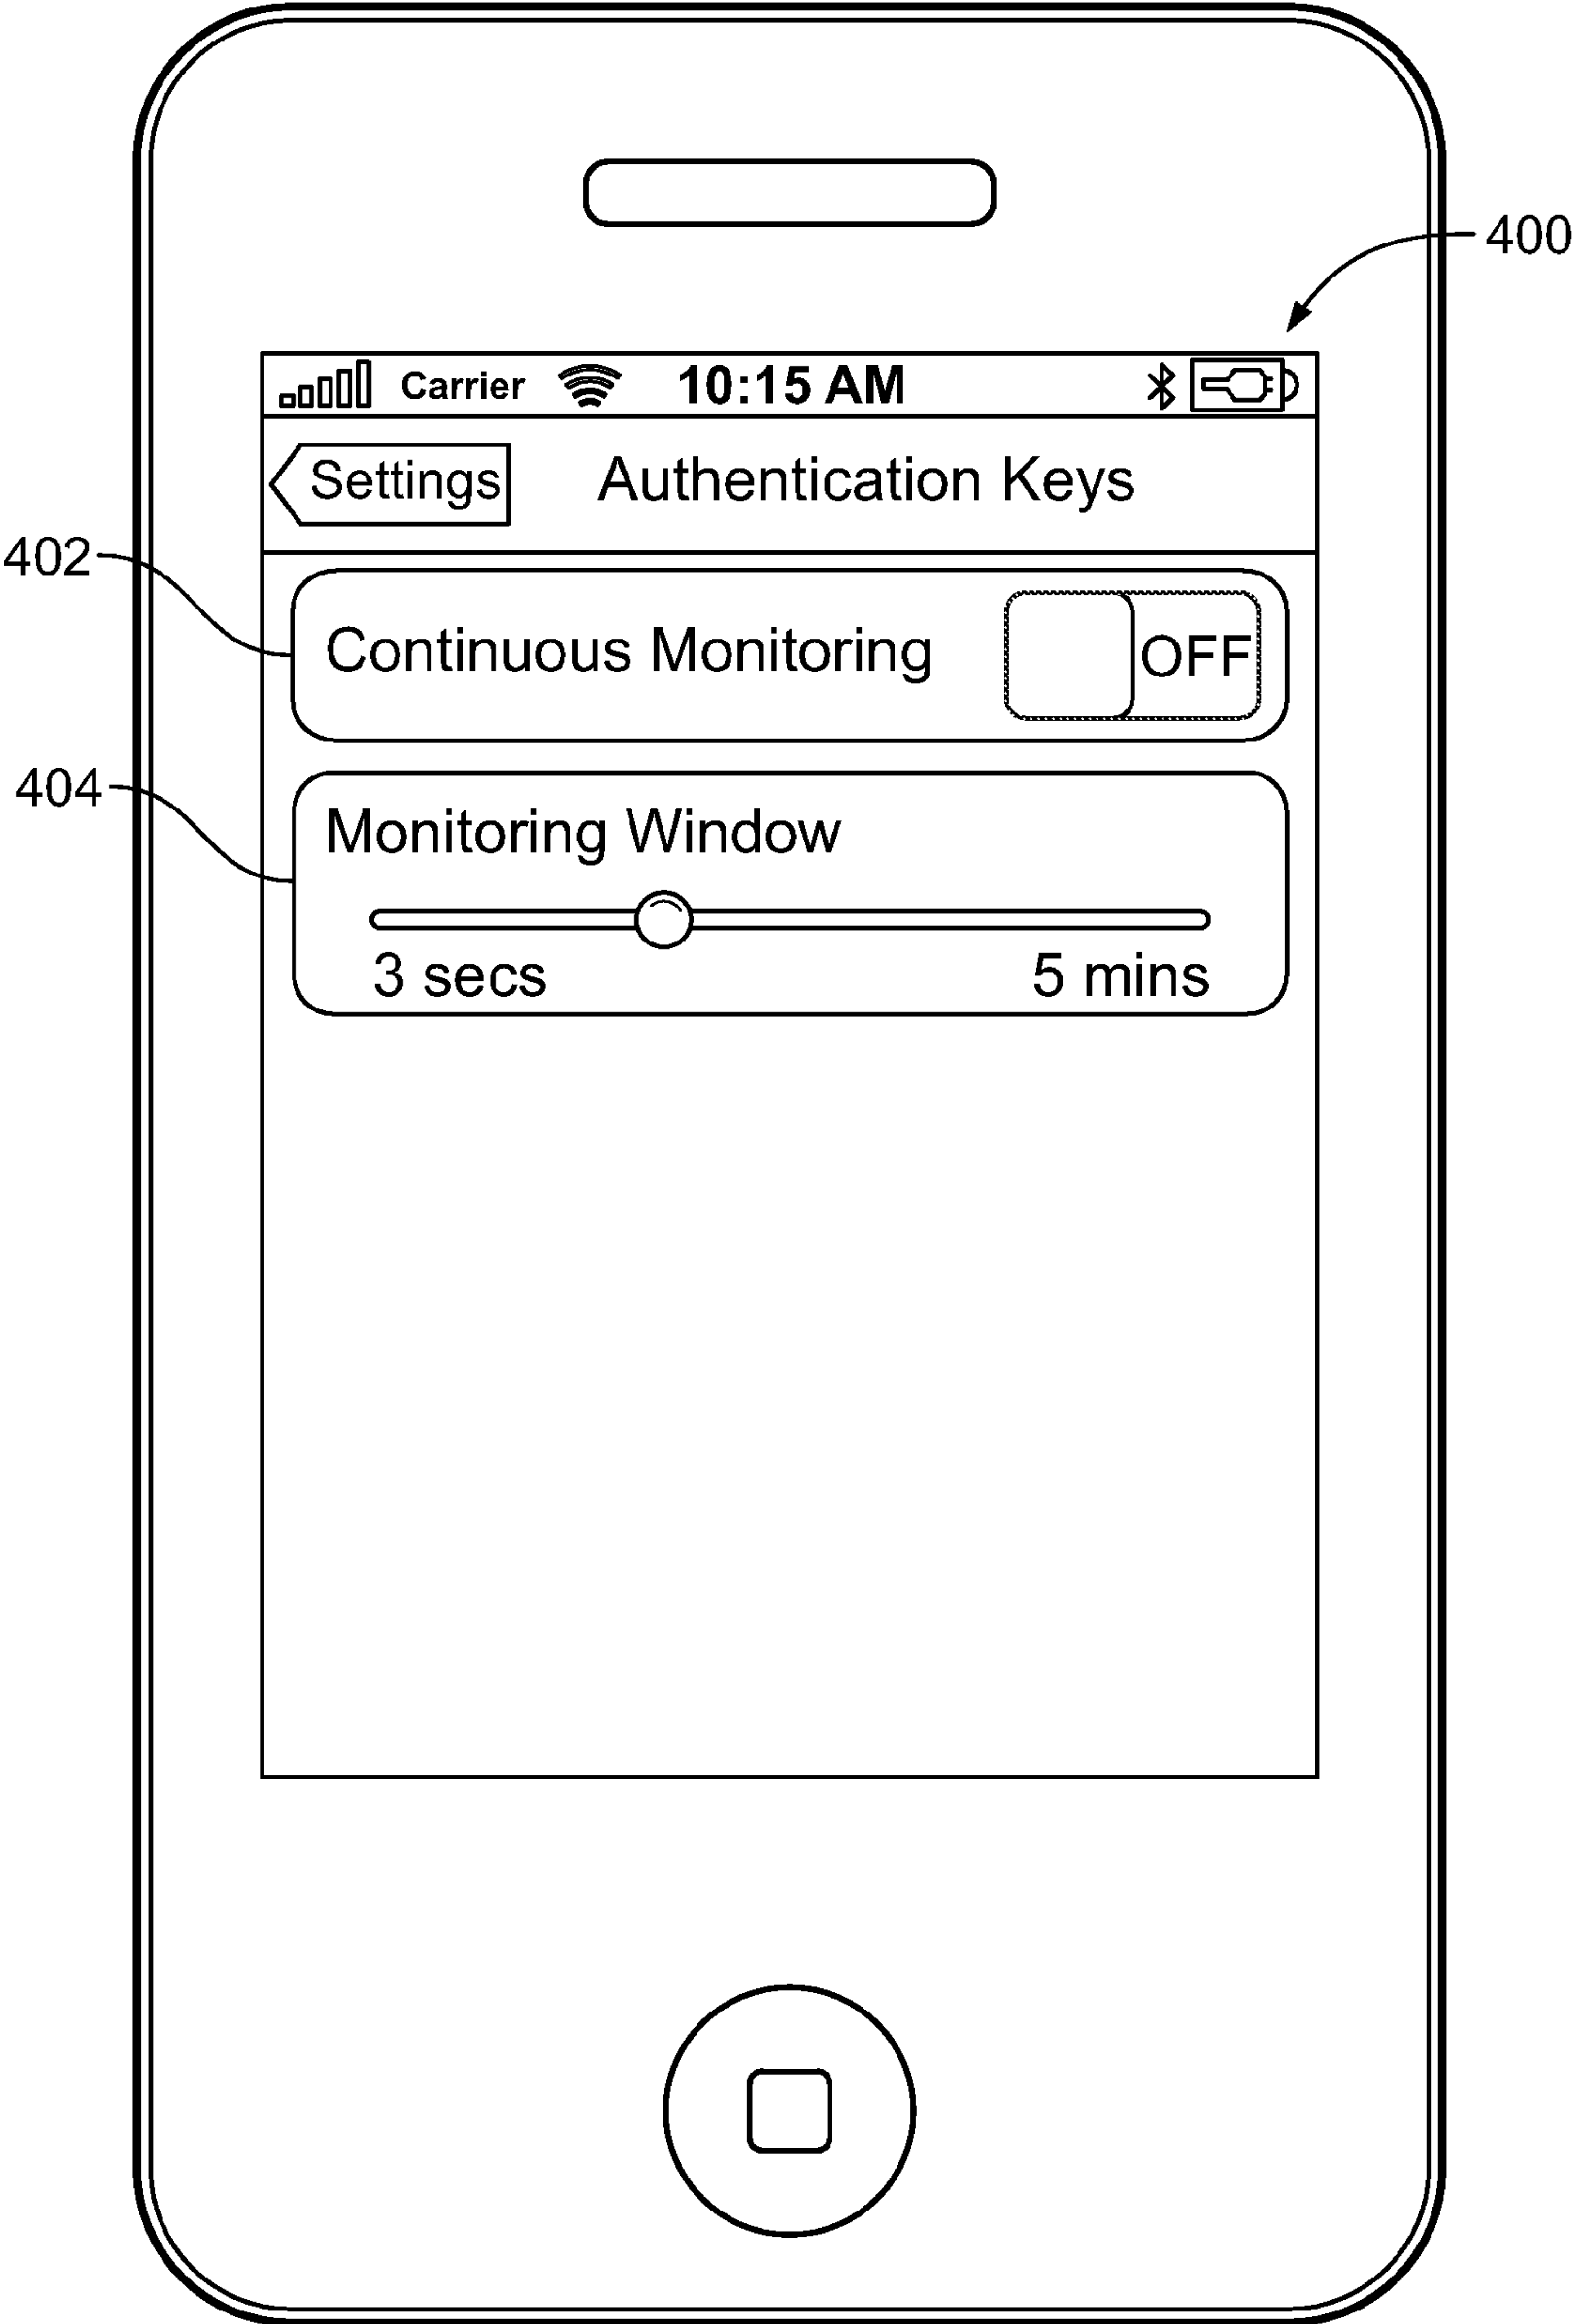 400
Carrier 10:15 AM
Settings Authentication Keys
402
Continuous Monitoring OFF
404
Monitoring Window
3 secs 5 mins